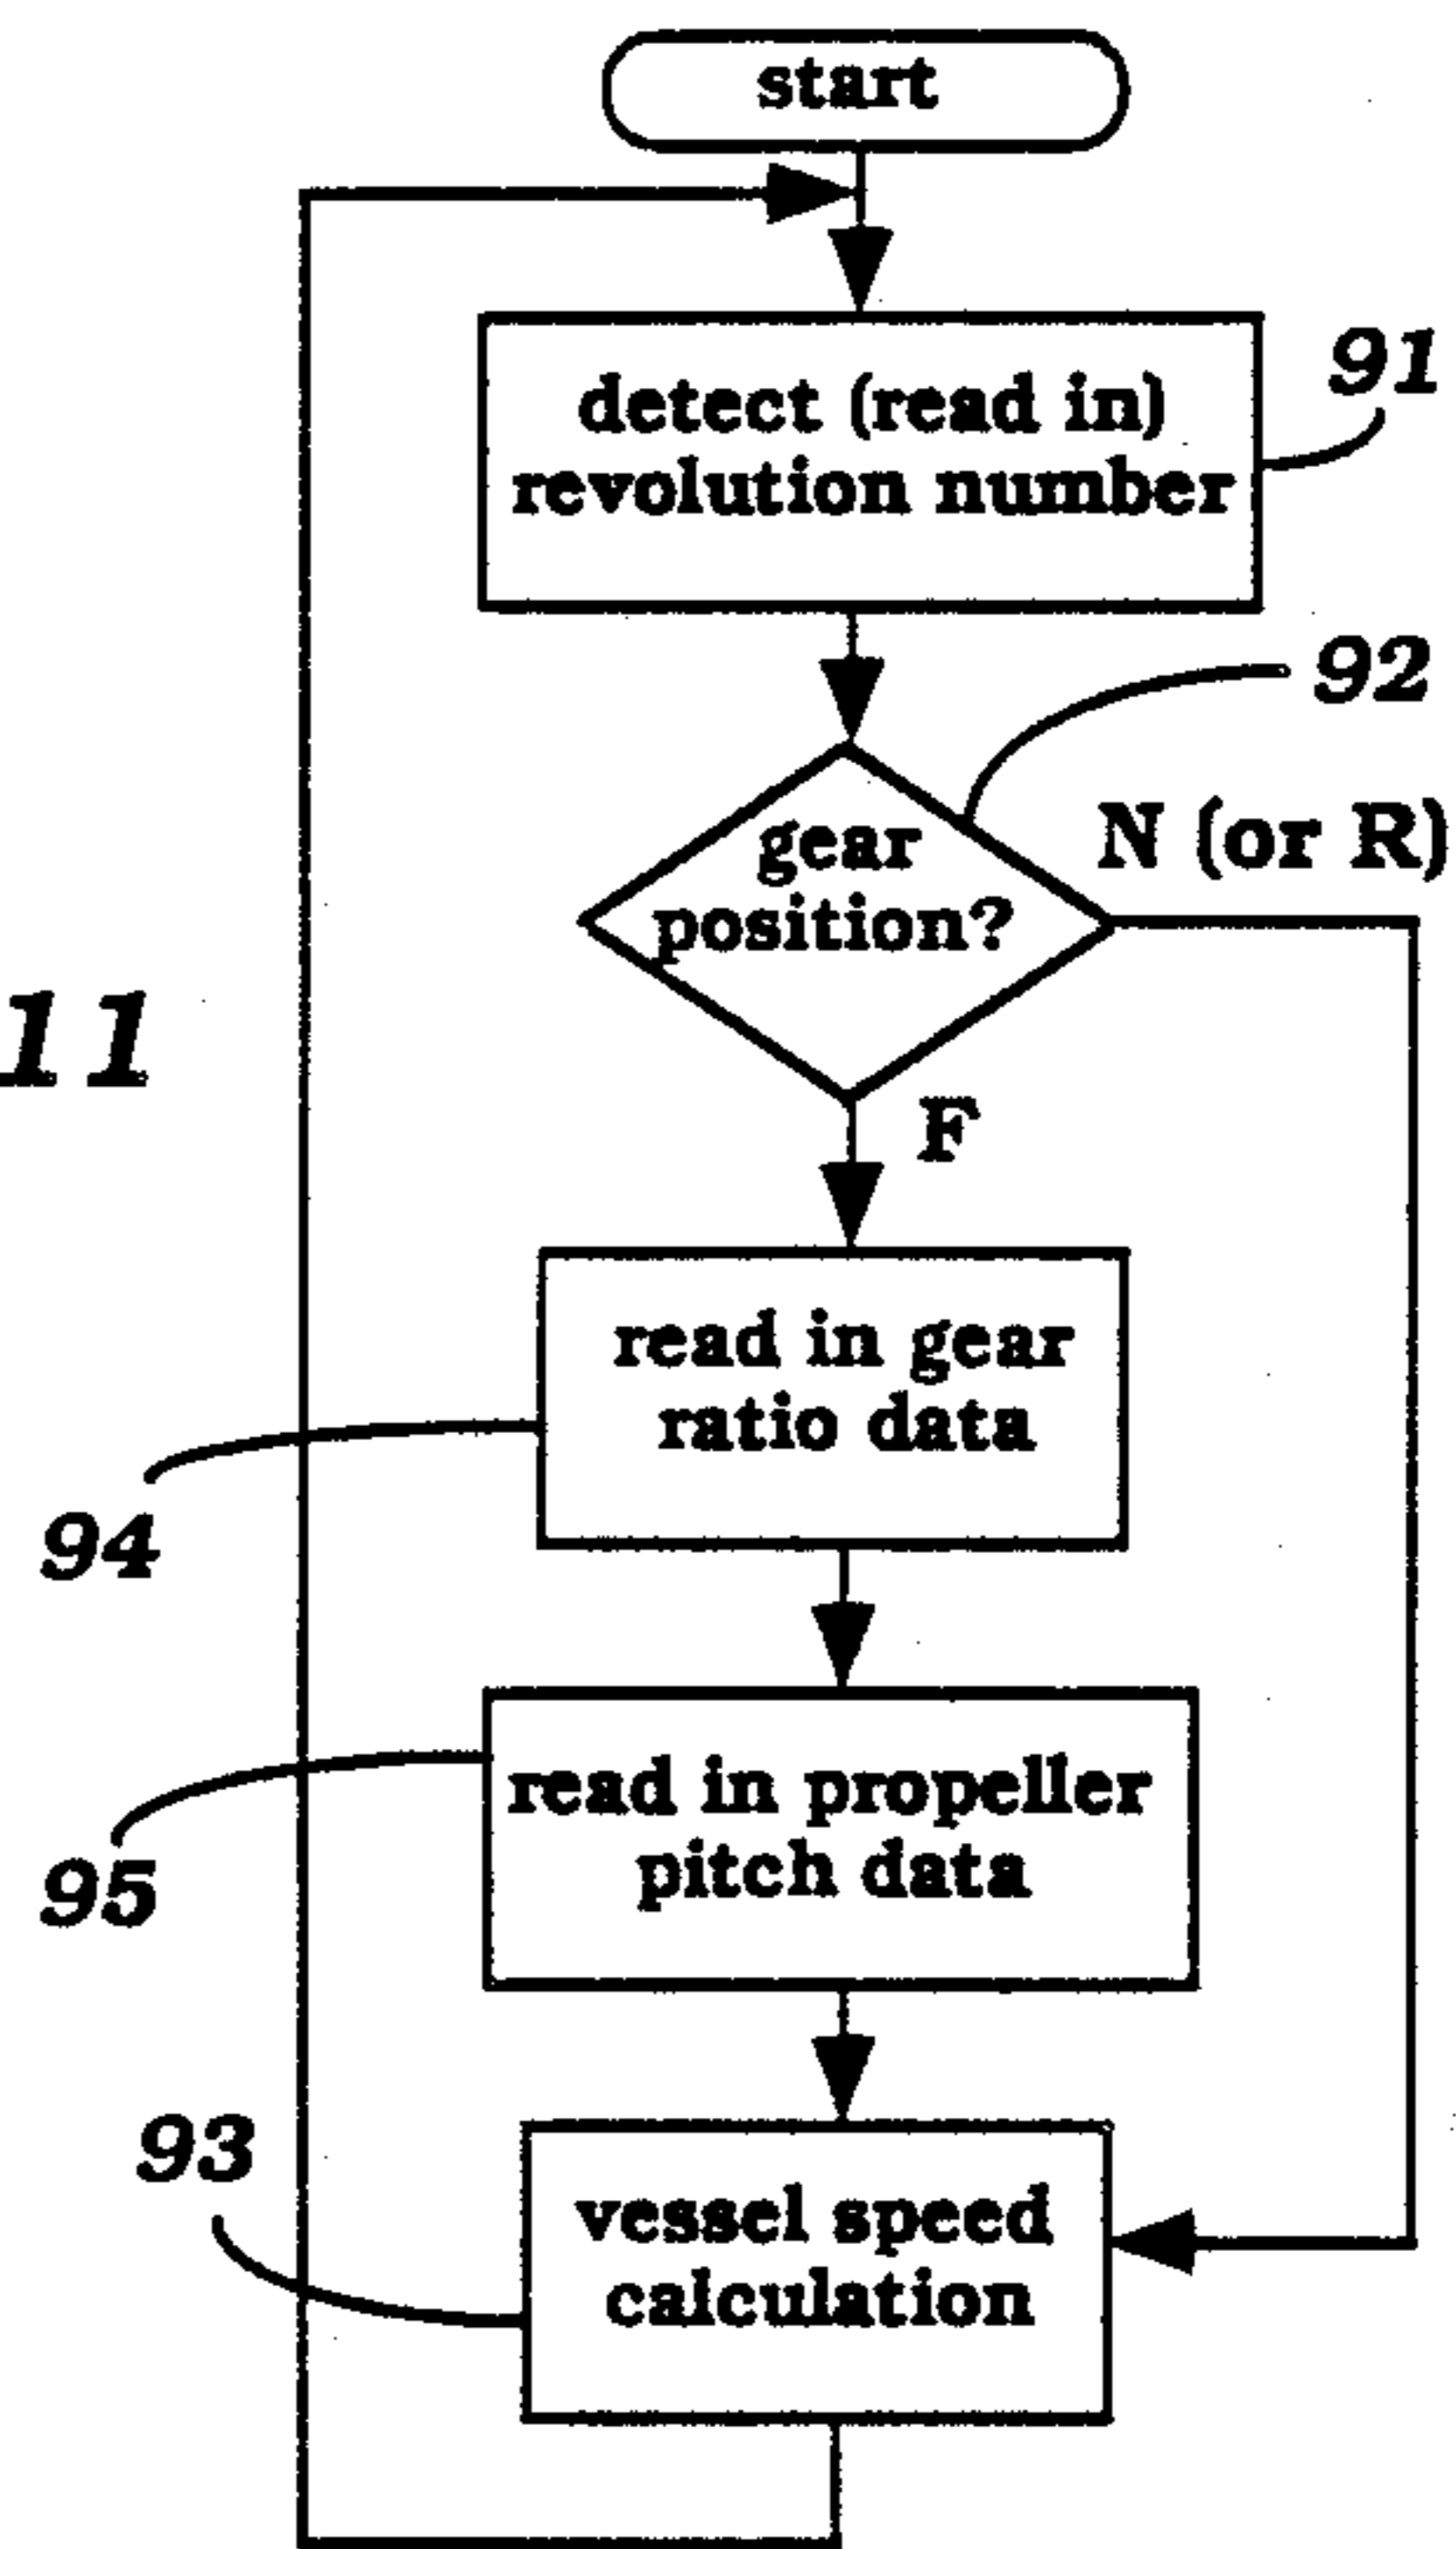 start
detect (read in)
revolution number
91
92
gear
position?
N (or R)
11
F
read in gear
ratio data
94
read in propeller
pitch data
95
93
vessel speed
calculation